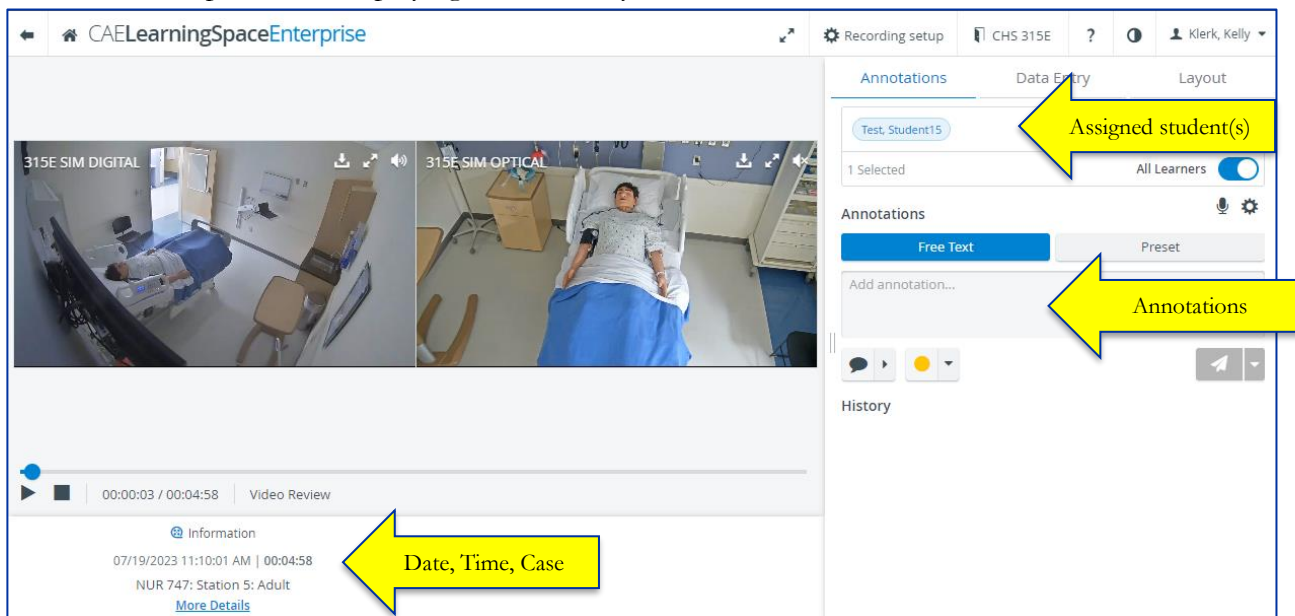 CAELearningSpaceEnterprise
Recording setup
CHS 315E
?
Klerk, Kelly
Annotations
Data Entry
Layout
Test, Student15
Assigned student(s)
1 Selected
All Learners
315E SIM DIGITAL
315E SIM OPTICAL
Annotations
Free Text
Preset
Add annotation...
Annotations
History
00:00:03 / 00:04:58
Video Review
Information
07/19/2023 11:10:01 AM | 00:04:58
Date, Time, Case
NUR 747: Station 5: Adult
More Details